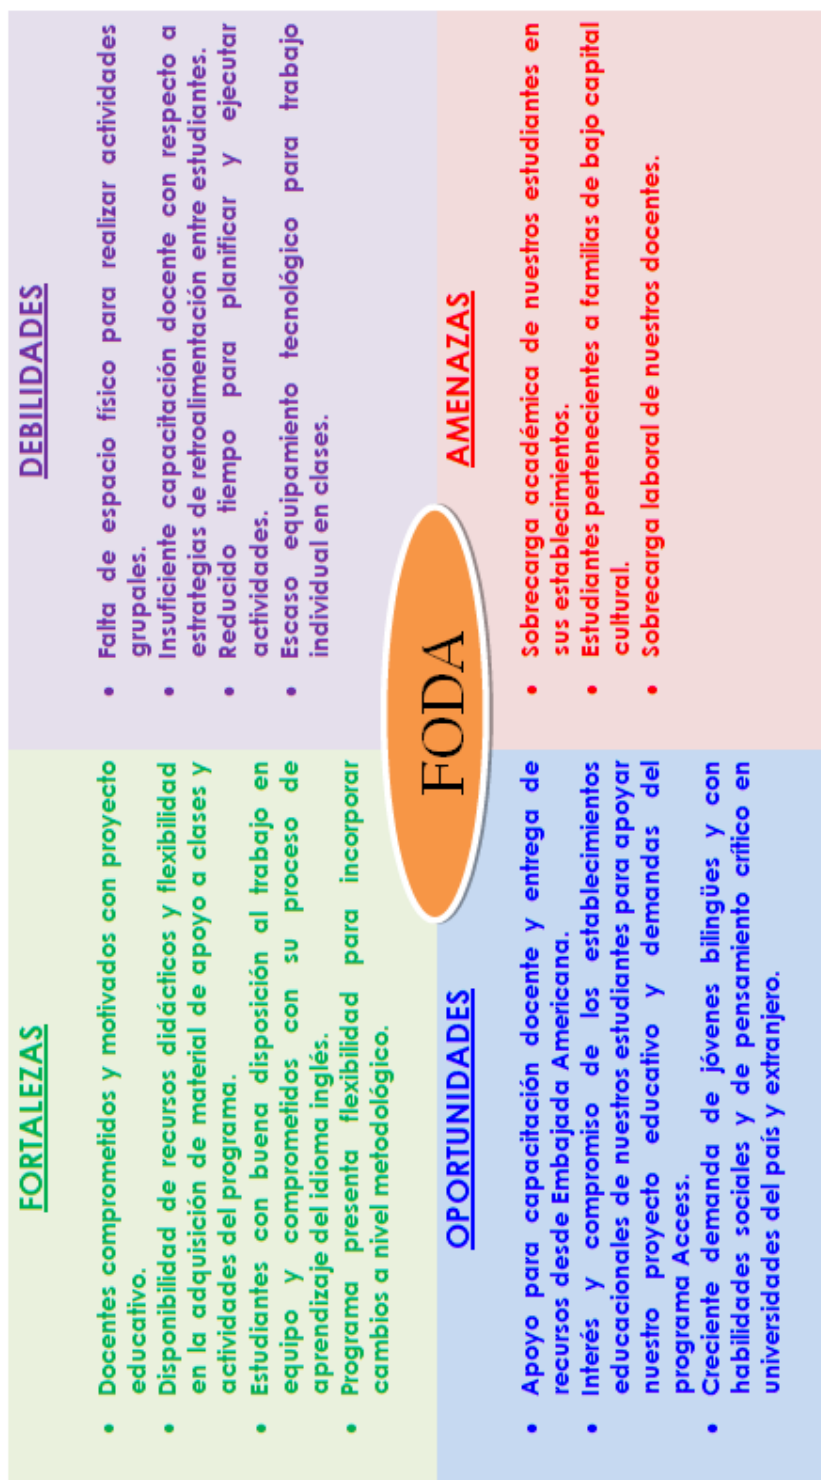 FORTALEZAS
• Docentes comprometidos y motivados con proyecto
educativo.
• Disponibilidad de recursos didácticos y flexibilidad
en la adquisición de material de apoyo a clases y
actividades del programa.
• Estudiantes con buena disposición al trabajo en
equipo y comprometidos con su proceso de
aprendizaje del idioma inglés.
• Programa presenta flexibilidad para incorporar
cambios a nivel metodológico.
DEBILIDADES
• Falta de espacio físico para realizar actividades
grupales.
• Insuficiente capacitación docente con respecto a
estrategias de retroalimentación entre estudiantes.
• Reducido tiempo para planificar y ejecutar
actividades.
• Escaso equipamiento tecnológico para trabajo
individual en clases.
FODA
OPORTUNIDADES
• Apoyo para capacitación docente y entrega de
recursos desde Embajada Americana.
• Interés y compromiso de los establecimientos
educacionales de nuestros estudiantes para apoyar
nuestro proyecto educativo y demandas del
programa Access.
• Creciente demanda de jóvenes bilingües y con
habilidades sociales y de pensamiento crítico en
universidades del país y extranjero.
AMENAZAS
• Sobrecarga académica de nuestros estudiantes en
sus establecimientos.
• Estudiantes pertenecientes a familias de bajo capital
cultural.
• Sobrecarga laboral de nuestros docentes.